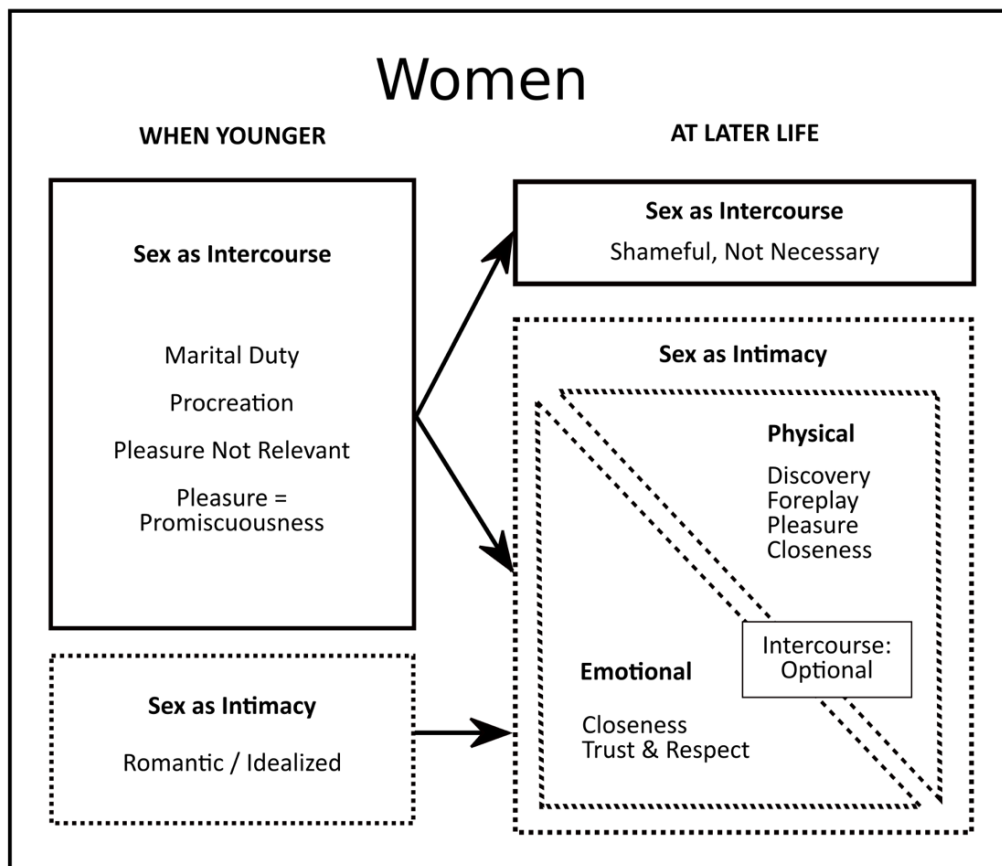 Women
WHEN YOUNGER
Sex as Intercourse
Marital Duty
Procreation
Pleasure Not Relevant
Pleasure =
Promiscuousness
Sex as Intimacy
Romantic / Idealized
AT LATER LIFE
Sex as Intercourse
Shameful, Not Necessary
Sex as Intimacy
Physical
Discovery
Foreplay
Pleasure
Closeness
Intercourse:
Optional
Emotional
Closeness
Trust & Respect